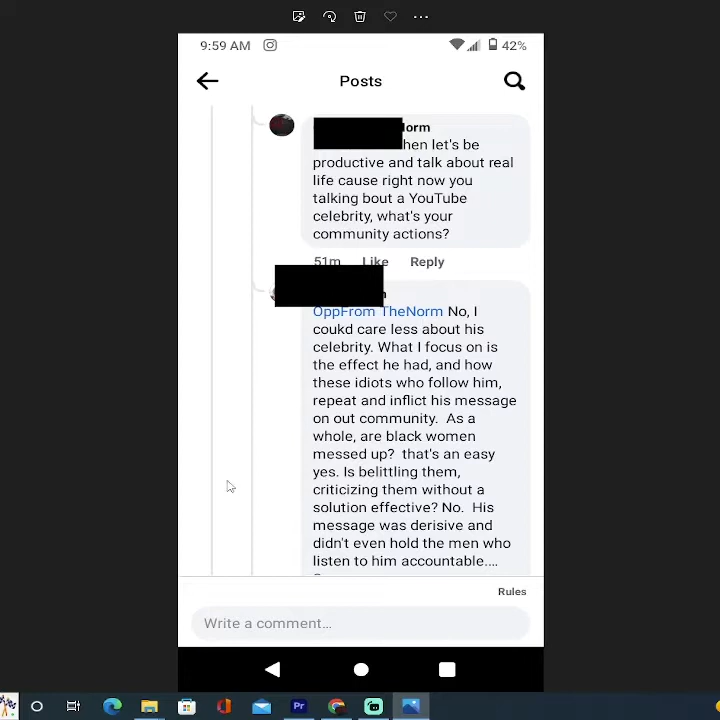 9:59 AM
42%
Posts
lorm
hen let's be
productive and talk about real
life cause right now you
talking bout a YouTube
celebrity, what's your
community actions?
51m Like Reply
n
OppFrom TheNorm No, I
coukd care less about his
celebrity. What I focus on is
the effect he had, and how
these idiots who follow him,
repeat and inflict his message
on out community. As a
whole, are black women
messed up? that's an easy
yes. Is belittling them,
criticizing them without a
solution effective? No. His
message was derisive and
didn't even hold the men who
listen to him accountable....
Rules
Write a comment...
Pr